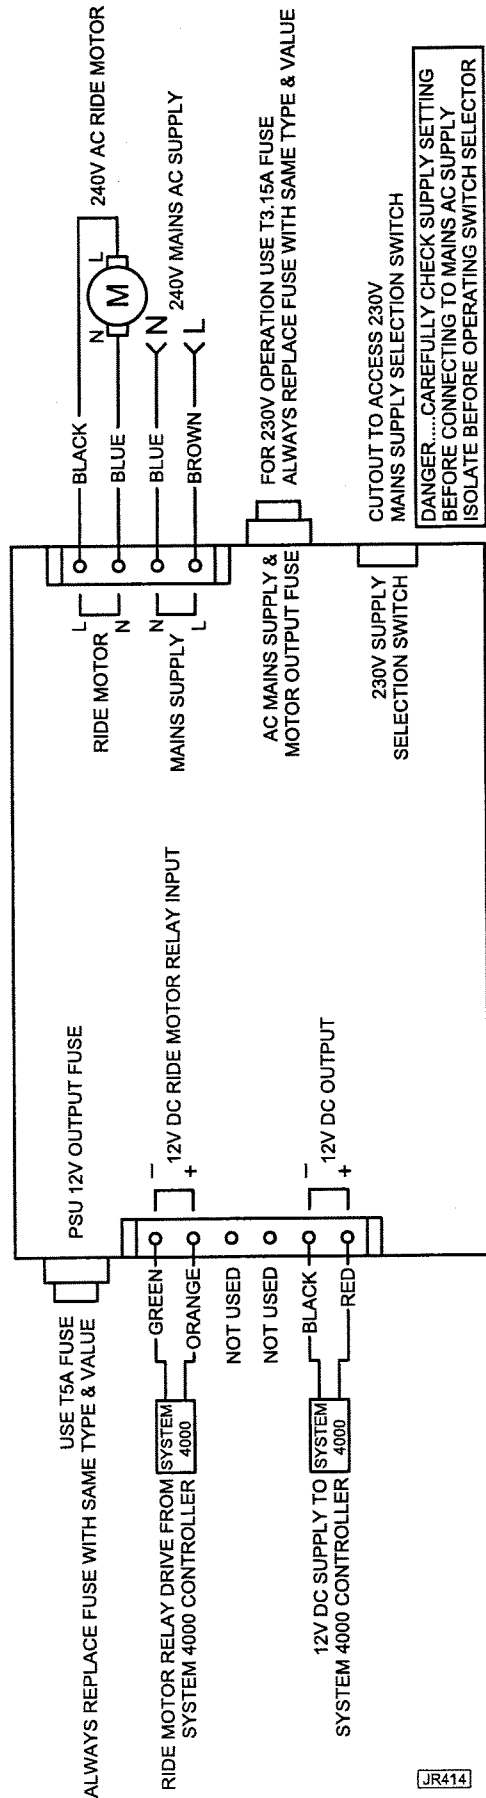 USE T5A FUSE
ALWAYS REPLACE FUSE WITH SAME TYPE & VALUE
PSU 12V OUTPUT FUSE
RIDE MOTOR RELAY DRIVE FROM
SYSTEM 4000 CONTROLLER
SYSTEM
4000
GREEN
ORANGE
NOT USED
NOT USED
–
+
12V DC RIDE MOTOR RELAY INPUT
12V DC SUPPLY TO
SYSTEM 4000 CONTROLLER
SYSTEM
4000
BLACK
RED
–
+
12V DC OUTPUT
RIDE MOTOR
L
N
MAINS SUPPLY
N
L
BLACK
BLUE
BLUE
BROWN
N
L
M
240V AC RIDE MOTOR
N
L
240V MAINS AC SUPPLY
AC MAINS SUPPLY &
MOTOR OUTPUT FUSE
FOR 230V OPERATION USE T3.15A FUSE
ALWAYS REPLACE FUSE WITH SAME TYPE & VALUE
230V SUPPLY
SELECTION SWITCH
CUTOUT TO ACCESS 230V
MAINS SUPPLY SELECTION SWITCH
DANGER.....CAREFULLY CHECK SUPPLY SETTING
BEFORE CONNECTING TO MAINS AC SUPPLY
ISOLATE BEFORE OPERATING SWITCH SELECTOR
JR414